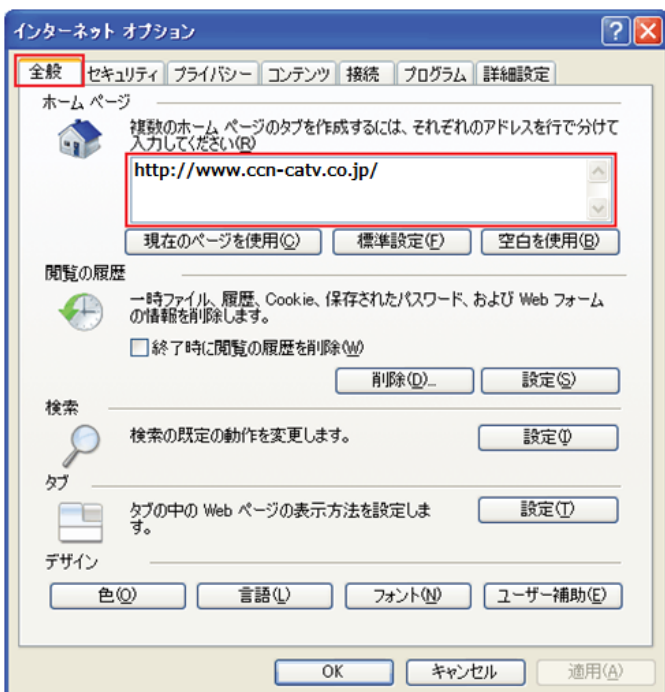 インターネット オプション
全般 セキュリティ プライバシー コンテンツ 接続 プログラム 詳細設定
ホーム ページ
複数のホーム ページのタブを作成するには、それぞれのアドレスを行で分けて
入力してください(R)
http://www.ccn-catv.co.jp/
現在のページを使用(C) 標準設定(F) 空白を使用(B)
閲覧の履歴
一時ファイル、履歴、Cookie、保存されたパスワード、および Web フォーム
の情報を削除します。
終了時に閲覧の履歴を削除(W)
削除(D)... 設定(S)
検索
検索の既定の動作を変更します。
設定(I)
タブ
タブの中の Web ページの表示方法を設定しま
す。
設定(T)
デザイン
色(O) 言語(L) フォント(N) ユーザー補助(E)
OK キャンセル 適用(A)